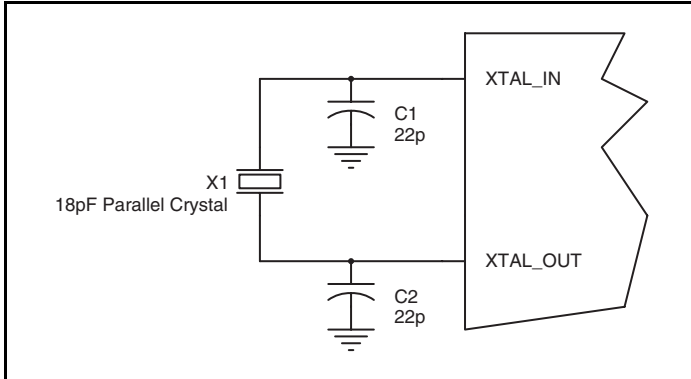 XTAL_IN
C1
22p
X1
18pF Parallel Crystal
XTAL_OUT
C2
22p